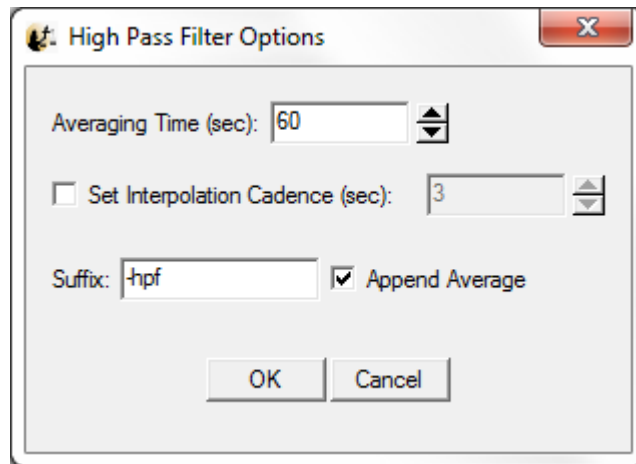 High Pass Filter Options
Averaging Time (sec): 60
Set Interpolation Cadence (sec): 3
Suffix: -hpf Append Average
OK Cancel